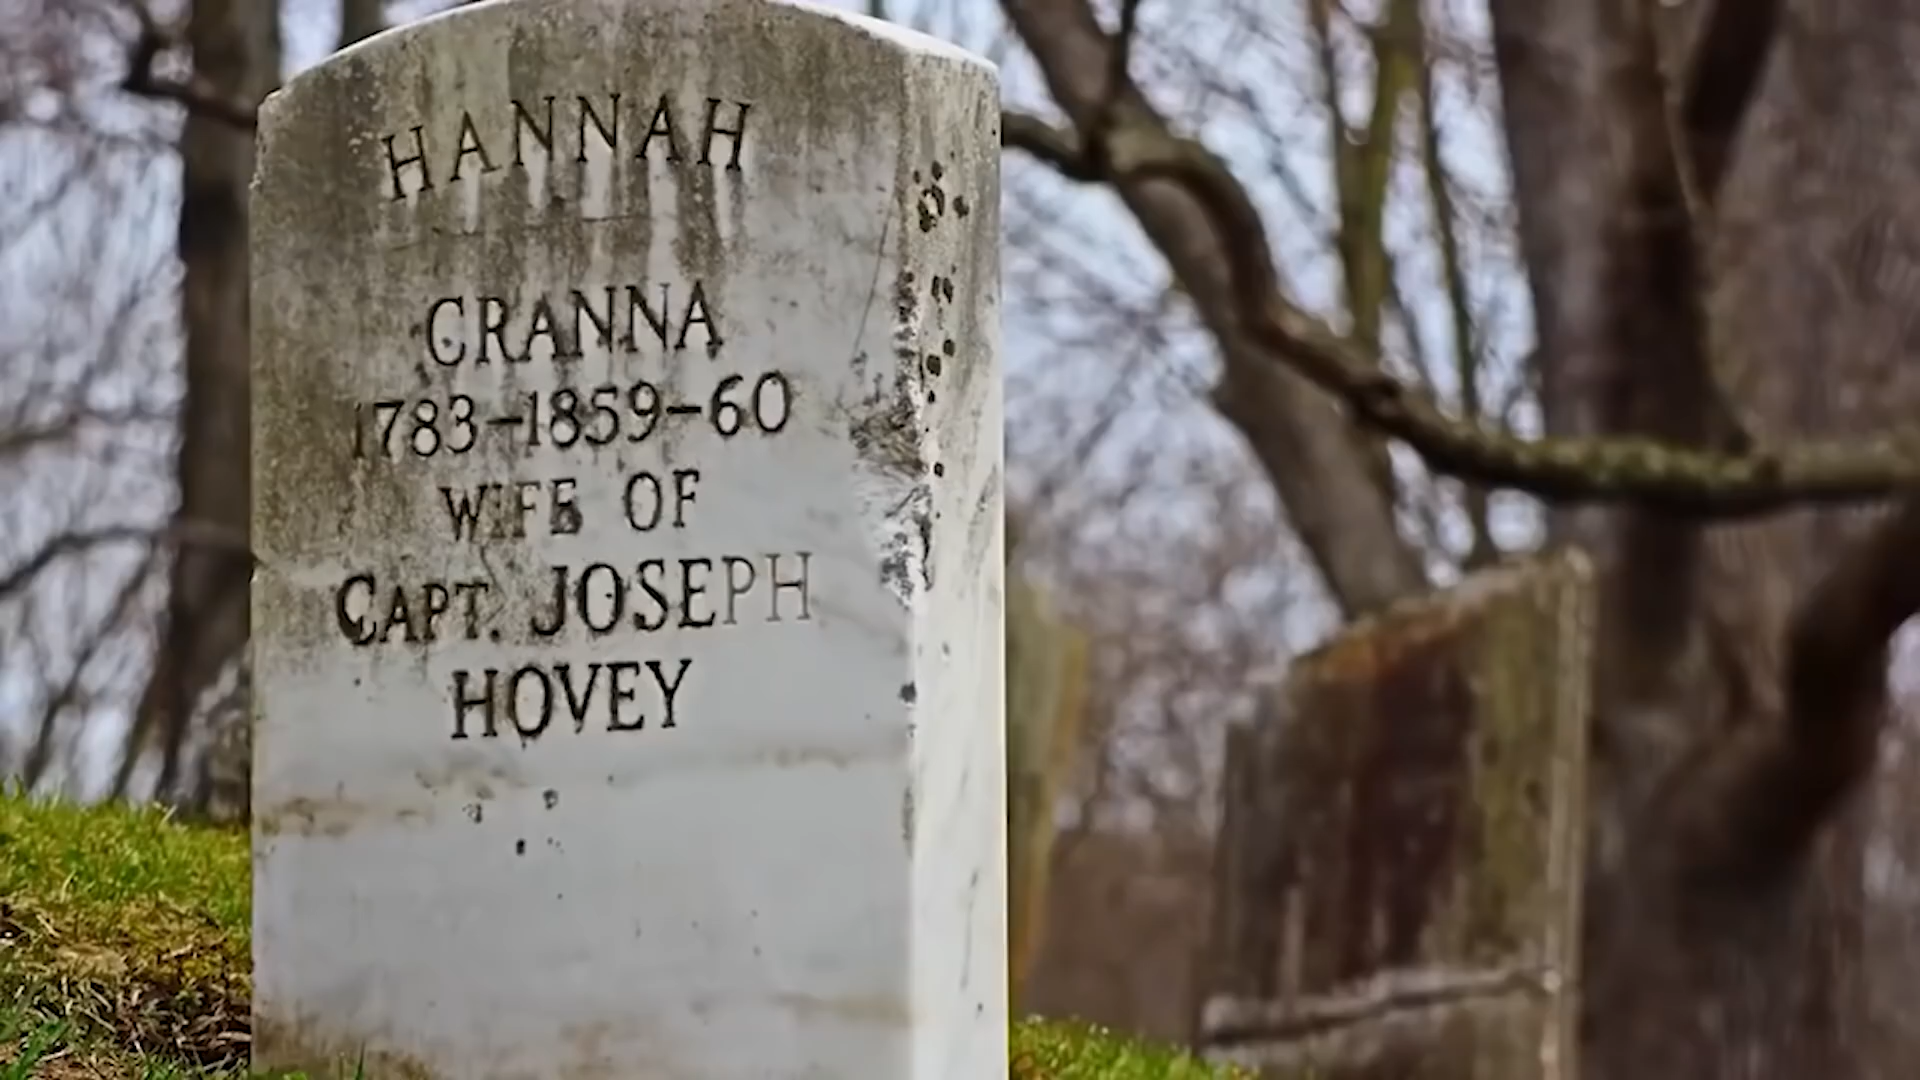 HANNAH
CRANNA
1783-1859-60
WIFE OF
CAPT. JOSEPH
HOVEY